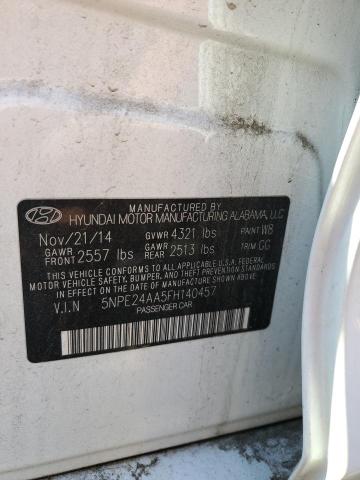 MANUFACTURED BY
HYUNDAI MOTOR MANUFACTURING ALABAMA, LLC
Nov/21/14 GVWR 4321 lbs PAINT W8
GAWR FRONT 2557 lbs GAWR REAR 2513 lbs TRIM GG
THIS VEHICLE CONFORMS TO ALL APPLICABLE U.S.A. FEDERAL
MOTOR VEHICLE SAFETY, BUMPER, AND THEFT PREVENTION
STANDARDS IN EFFECT ON THE DATE OF MANUFACTURE SHOWN ABOVE.
V.I.N 5NPE24AA5FH140457
PASSENGER CAR